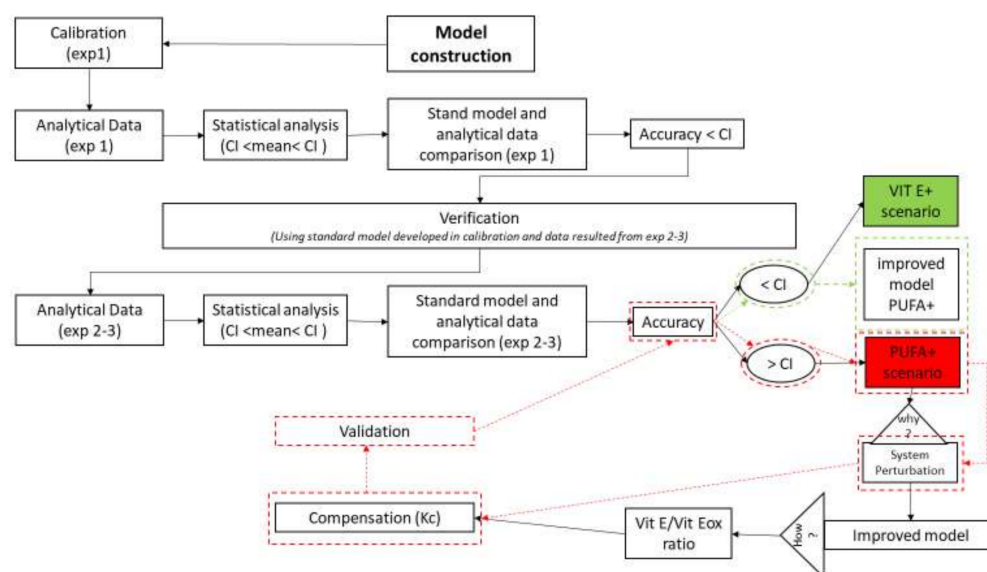 Model
construction
Calibration
(exp1)
Analytical Data
(exp 1)
Statistical analysis
(CI <mean< CI )
Stand model and
analytical data
comparison (exp 1)
Accuracy < CI
Verification
(Using standard model developed in calibration and data resulted from exp 2-3)
Analytical Data
(exp 2-3)
Statistical analysis
(CI <mean< CI )
Standard model and
analytical data
comparison (exp 2-3)
Accuracy
< CI
> CI
VIT E+
scenario
improved
model
PUFA+
PUFA+
scenario
why
?
System
Perturbation
Improved model
How
?
Vit E/Vit Eox
ratio
Compensation (Kc)
Validation